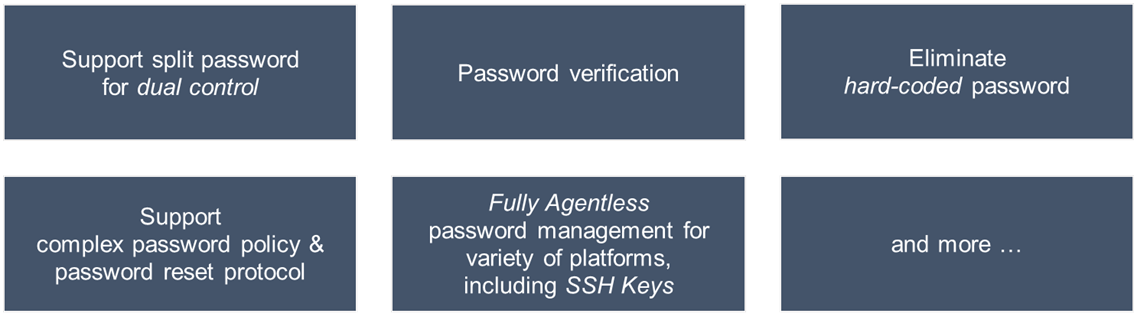 Support split password
for dual control
Password verification
Eliminate
hard-coded password
Support
complex password policy &
password reset protocol
Fully Agentless
password management for
variety of platforms,
including SSH Keys
and more …